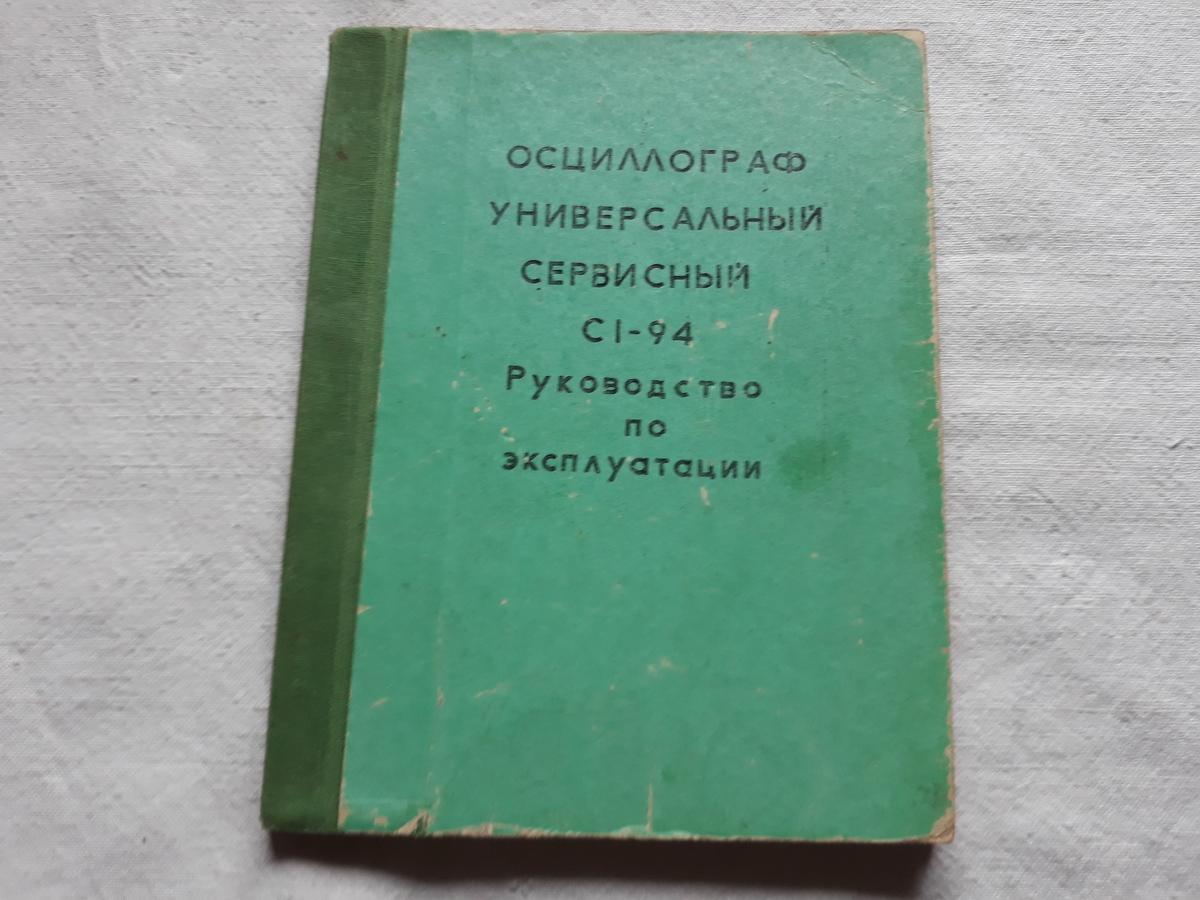 ОСЦИЛЛОГРАФ
УНИВЕРСАЛЬНЫЙ
СЕРВИСНЫЙ
С1-94
Руководство
по
эксплуатации